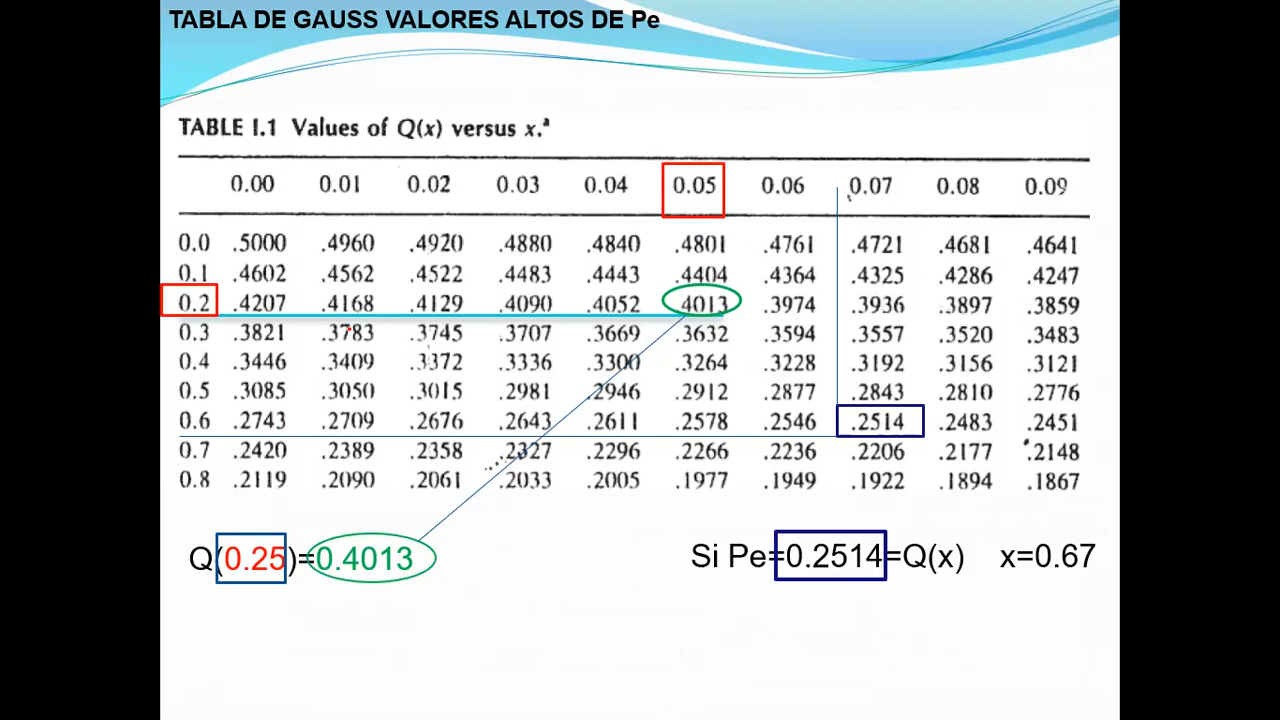 TABLA DE GAUSS VALORES ALTOS DE Pe
TABLE I.1 Values of Q(x) versus x.ª
0.00 0.01 0.02 0.03 0.04 0.05 0.06 0.07 0.08 0.09
0.0 .5000 .4960 .4920 .4880 .4840 .4801 .4761 .4721 .4681 .4641
0.1 .4602 .4562 .4522 .4483 .4443 .4404 .4364 .4325 .4286 .4247
0.2 .4207 .4168 .4129 .4090 .4052 .4013 .3974 .3936 .3897 .3859
0.3 .3821 .3783 .3745 .3707 .3669 .3632 .3594 .3557 .3520 .3483
0.4 .3446 .3409 .3372 .3336 .3300 .3264 .3228 .3192 .3156 .3121
0.5 .3085 .3050 .3015 .2981 .2946 .2912 .2877 .2843 .2810 .2776
0.6 .2743 .2709 .2676 .2643 .2611 .2578 .2546 .2514 .2483 .2451
0.7 .2420 .2389 .2358 .2327 .2296 .2266 .2236 .2206 .2177 .2148
0.8 .2119 .2090 .2061 .2033 .2005 .1977 .1949 .1922 .1894 .1867
Q(0.25)=0.4013
Si Pe=0.2514=Q(x) x=0.67